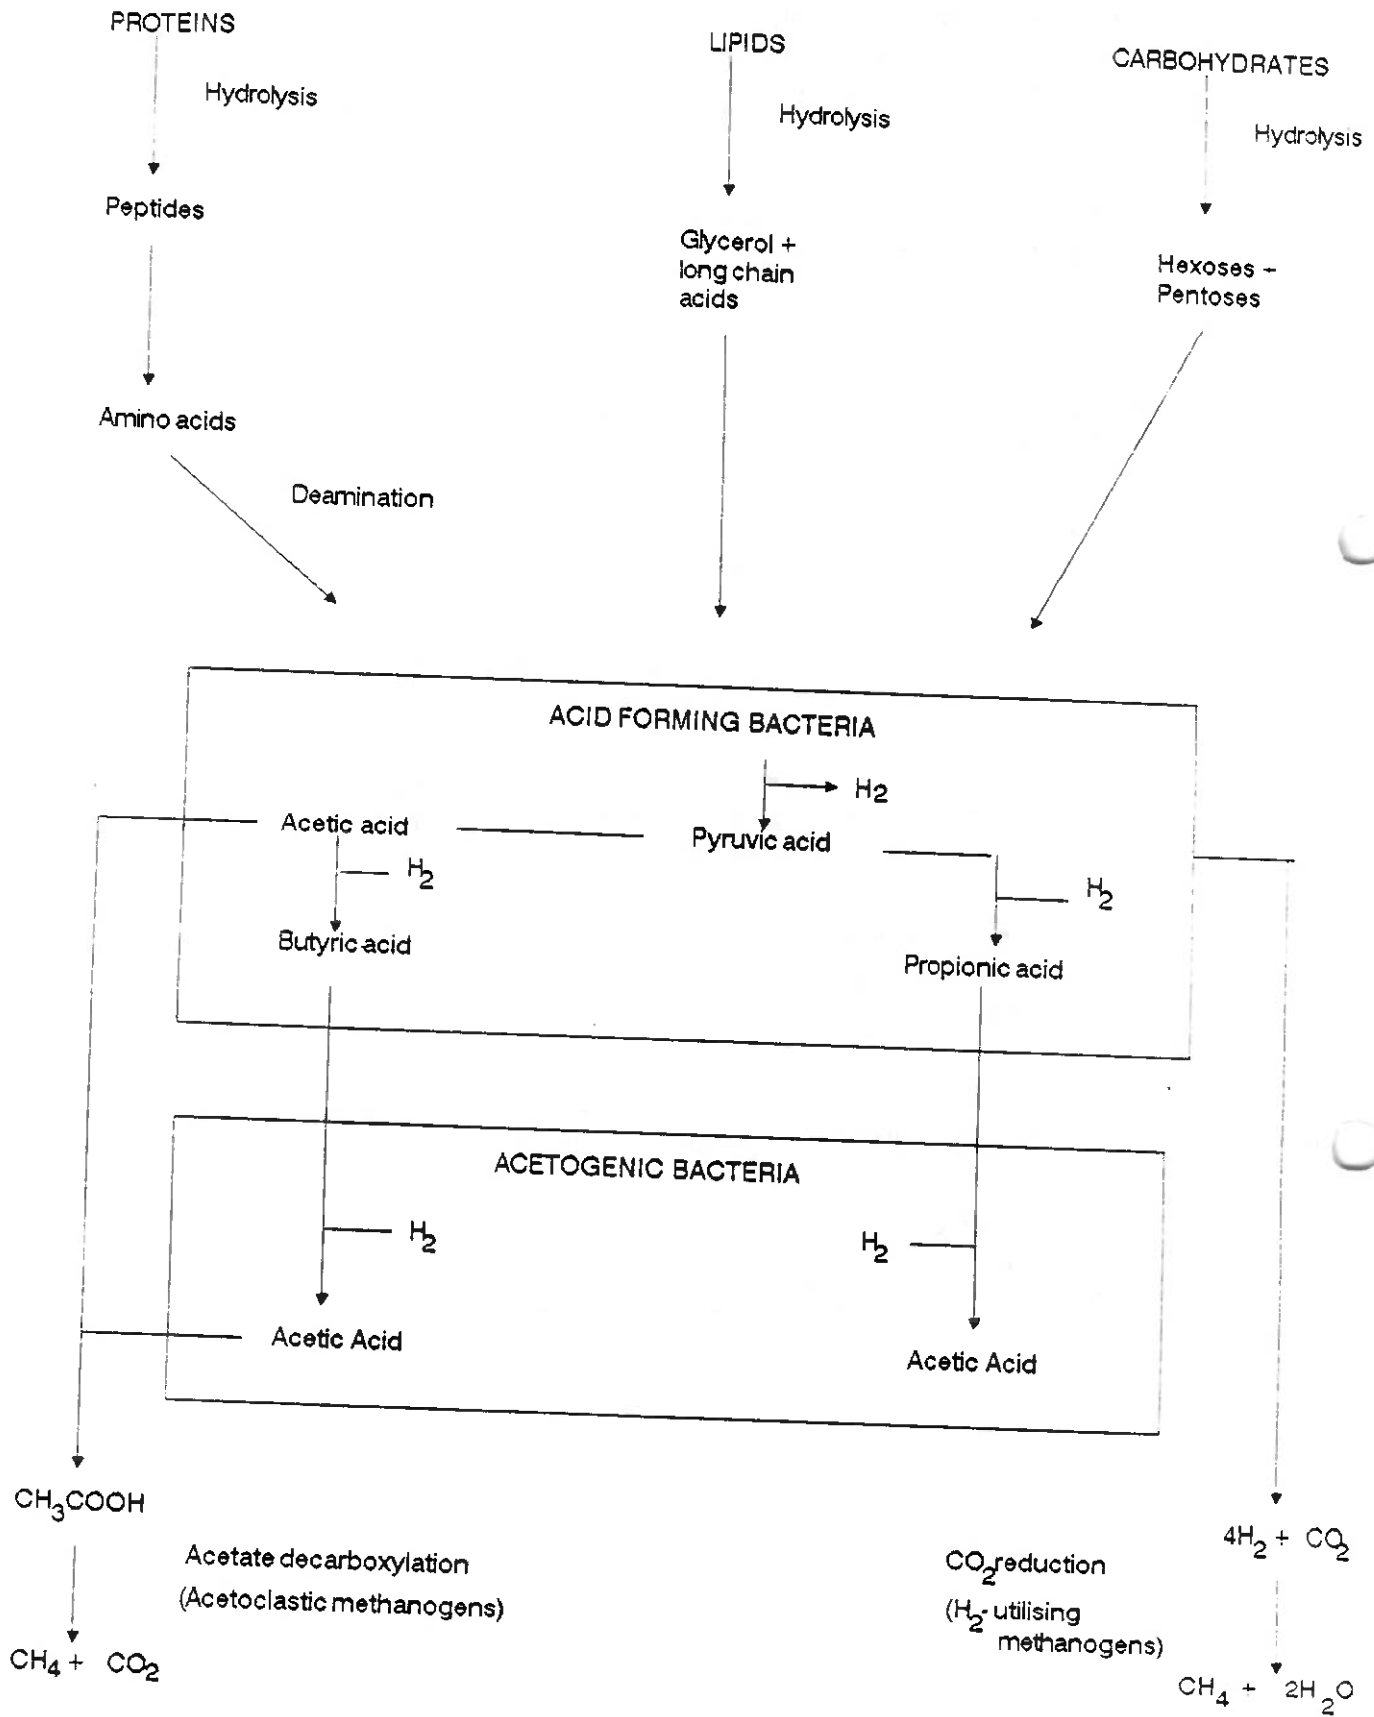 PROTEINS
LIPIDS
CARBOHYDRATES
Hydrolysis
Hydrolysis
Hydrolysis
Peptides
Glycerol +
long chain
acids
Hexoses -
Pentoses
Amino acids
Deamination
ACID FORMING BACTERIA
H2
Acetic acid
Pyruvic acid
H2
H2
Butyric acid
Propionic acid
ACETOGENIC BACTERIA
H2
H2
Acetic Acid
Acetic Acid
CH3COOH
4H2 + CO2
Acetate decarboxylation
(Acetoclastic methanogens)
CO2 reduction
(H2- utilising
methanogens)
CH4 + CO2
CH4 + 2H2O